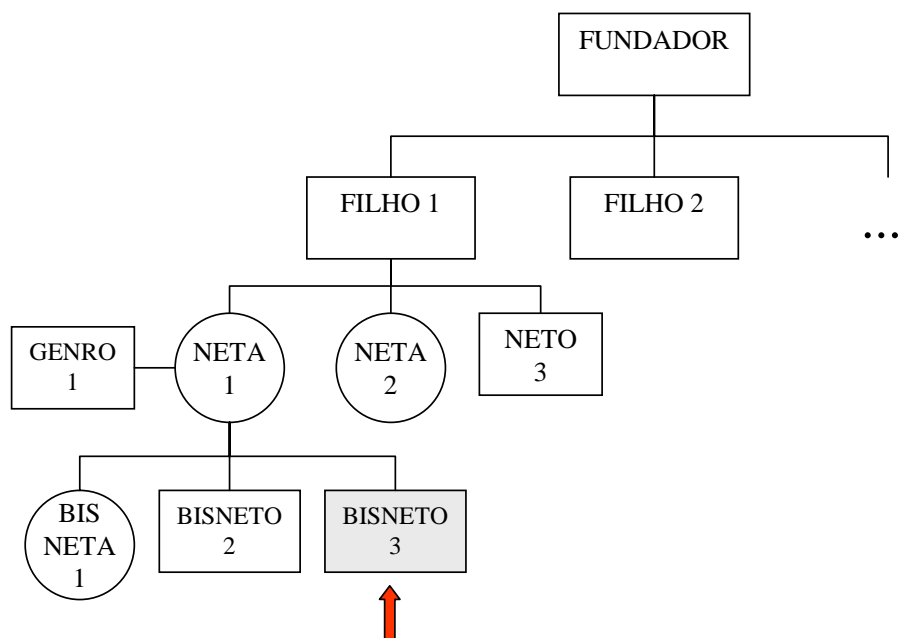 FUNDADOR
FILHO 1
FILHO 2
...
GENRO
1
NETA
1
NETA
2
NETO
3
BIS
NETA
1
BISNETO
2
BISNETO
3